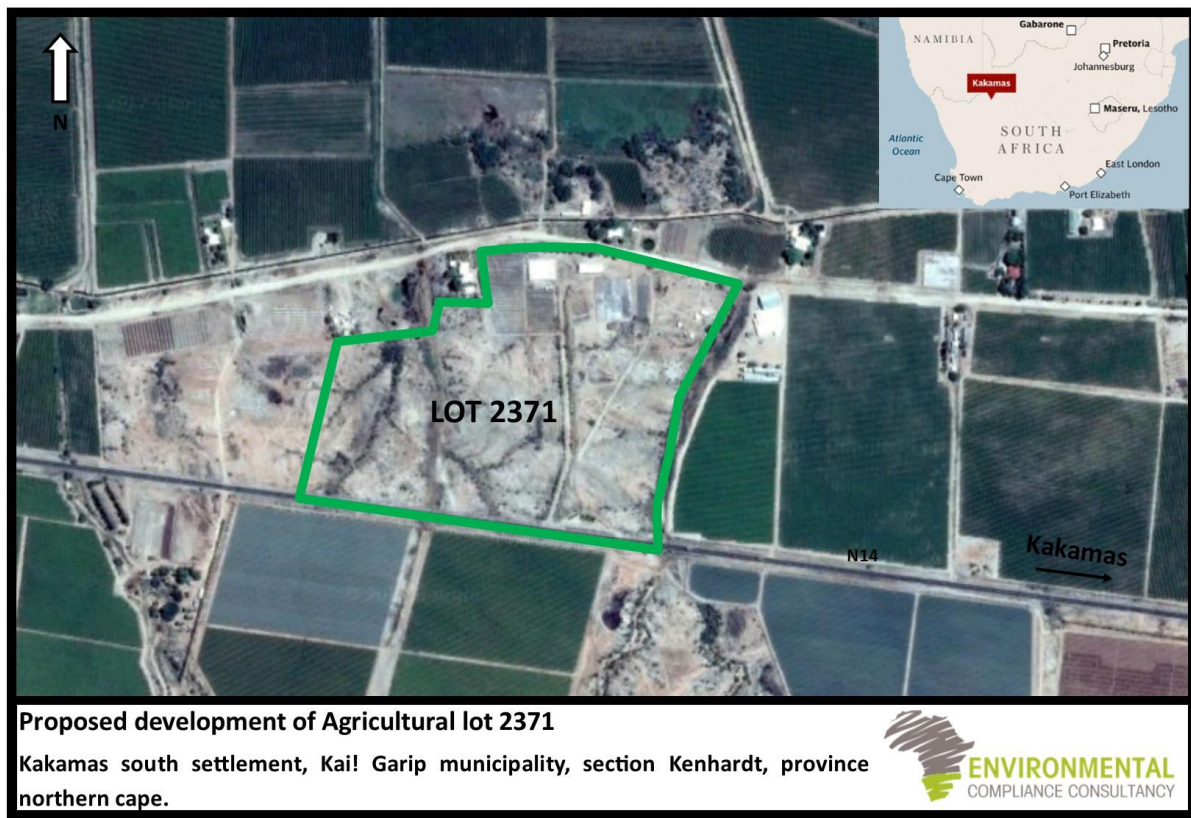 N
Gabarone
NAMIBIA
Pretoria
Johannesburg
Kakamas
Maseru, Lesotho
SOUTH
AFRICA
Atlantic
Ocean
East London
Cape Town
Port Elizabeth
LOT 2371
N14
Kakamas
Proposed development of Agricultural lot 2371
Kakamas south settlement, Kai! Garip municipality, section Kenhardt, province
northern cape.
ENVIRONMENTAL
COMPLIANCE CONSULTANCY